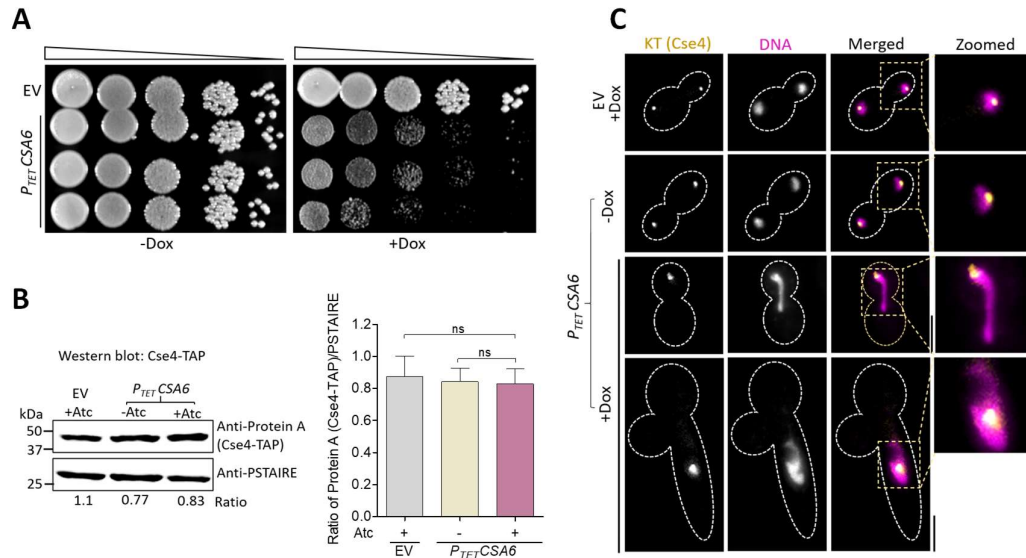 A
EV
P_TET CSA6
-Dox
+Dox
B
Western blot: Cse4-TAP
EV
P_TET CSA6
+Atc
-Atc
+Atc
kDa
50
37
25
Anti-Protein A
(Cse4-TAP)
Anti-PSTAIRE
1.1
0.77
0.83
Ratio
Ratio of Protein A (Cse4-TAP)/PSTAIRE
1.2
1.0
0.8
0.6
0.4
0.2
0.0
ns
ns
Atc
+
-
+
EV
P_TET CSA6
C
KT (Cse4)
DNA
Merged
Zoomed
EV
+Dox
-Dox
P_TET CSA6
+Dox